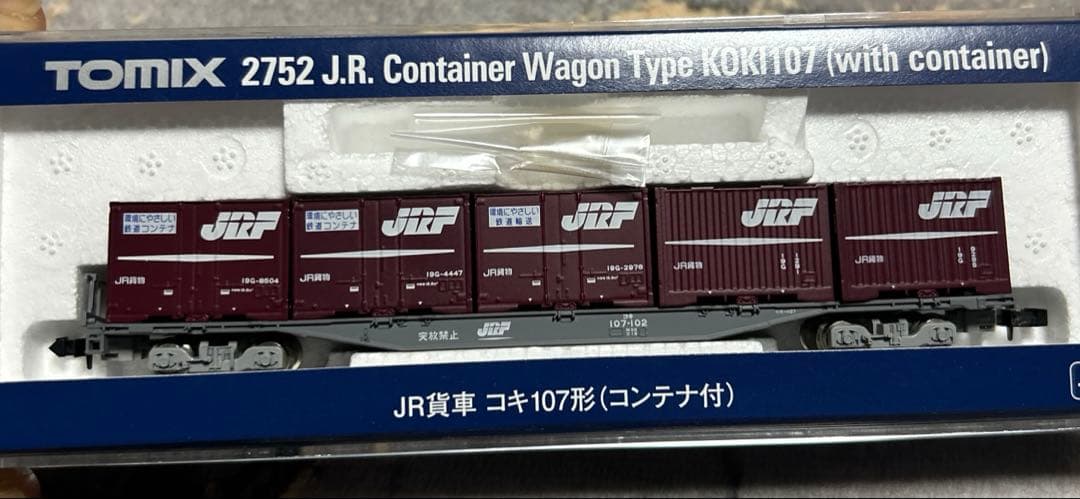 TOMIX 2752 J.R. Container Wagon Type KOKI107 (with container)
環境にやさしい
鉄道コンテナ
JRF
JR貨物
19G-8504
環境にやさしい
鉄道コンテナ
JRF
JR貨物
19G-4447
環境にやさしい
鉄道輸送
JRF
JR貨物
19G-2976
JRF
JR貨物
19G
JRF
JR貨物
19G
突放禁止
JRF
コキ
107-102
JR貨車 コキ107形(コンテナ付)